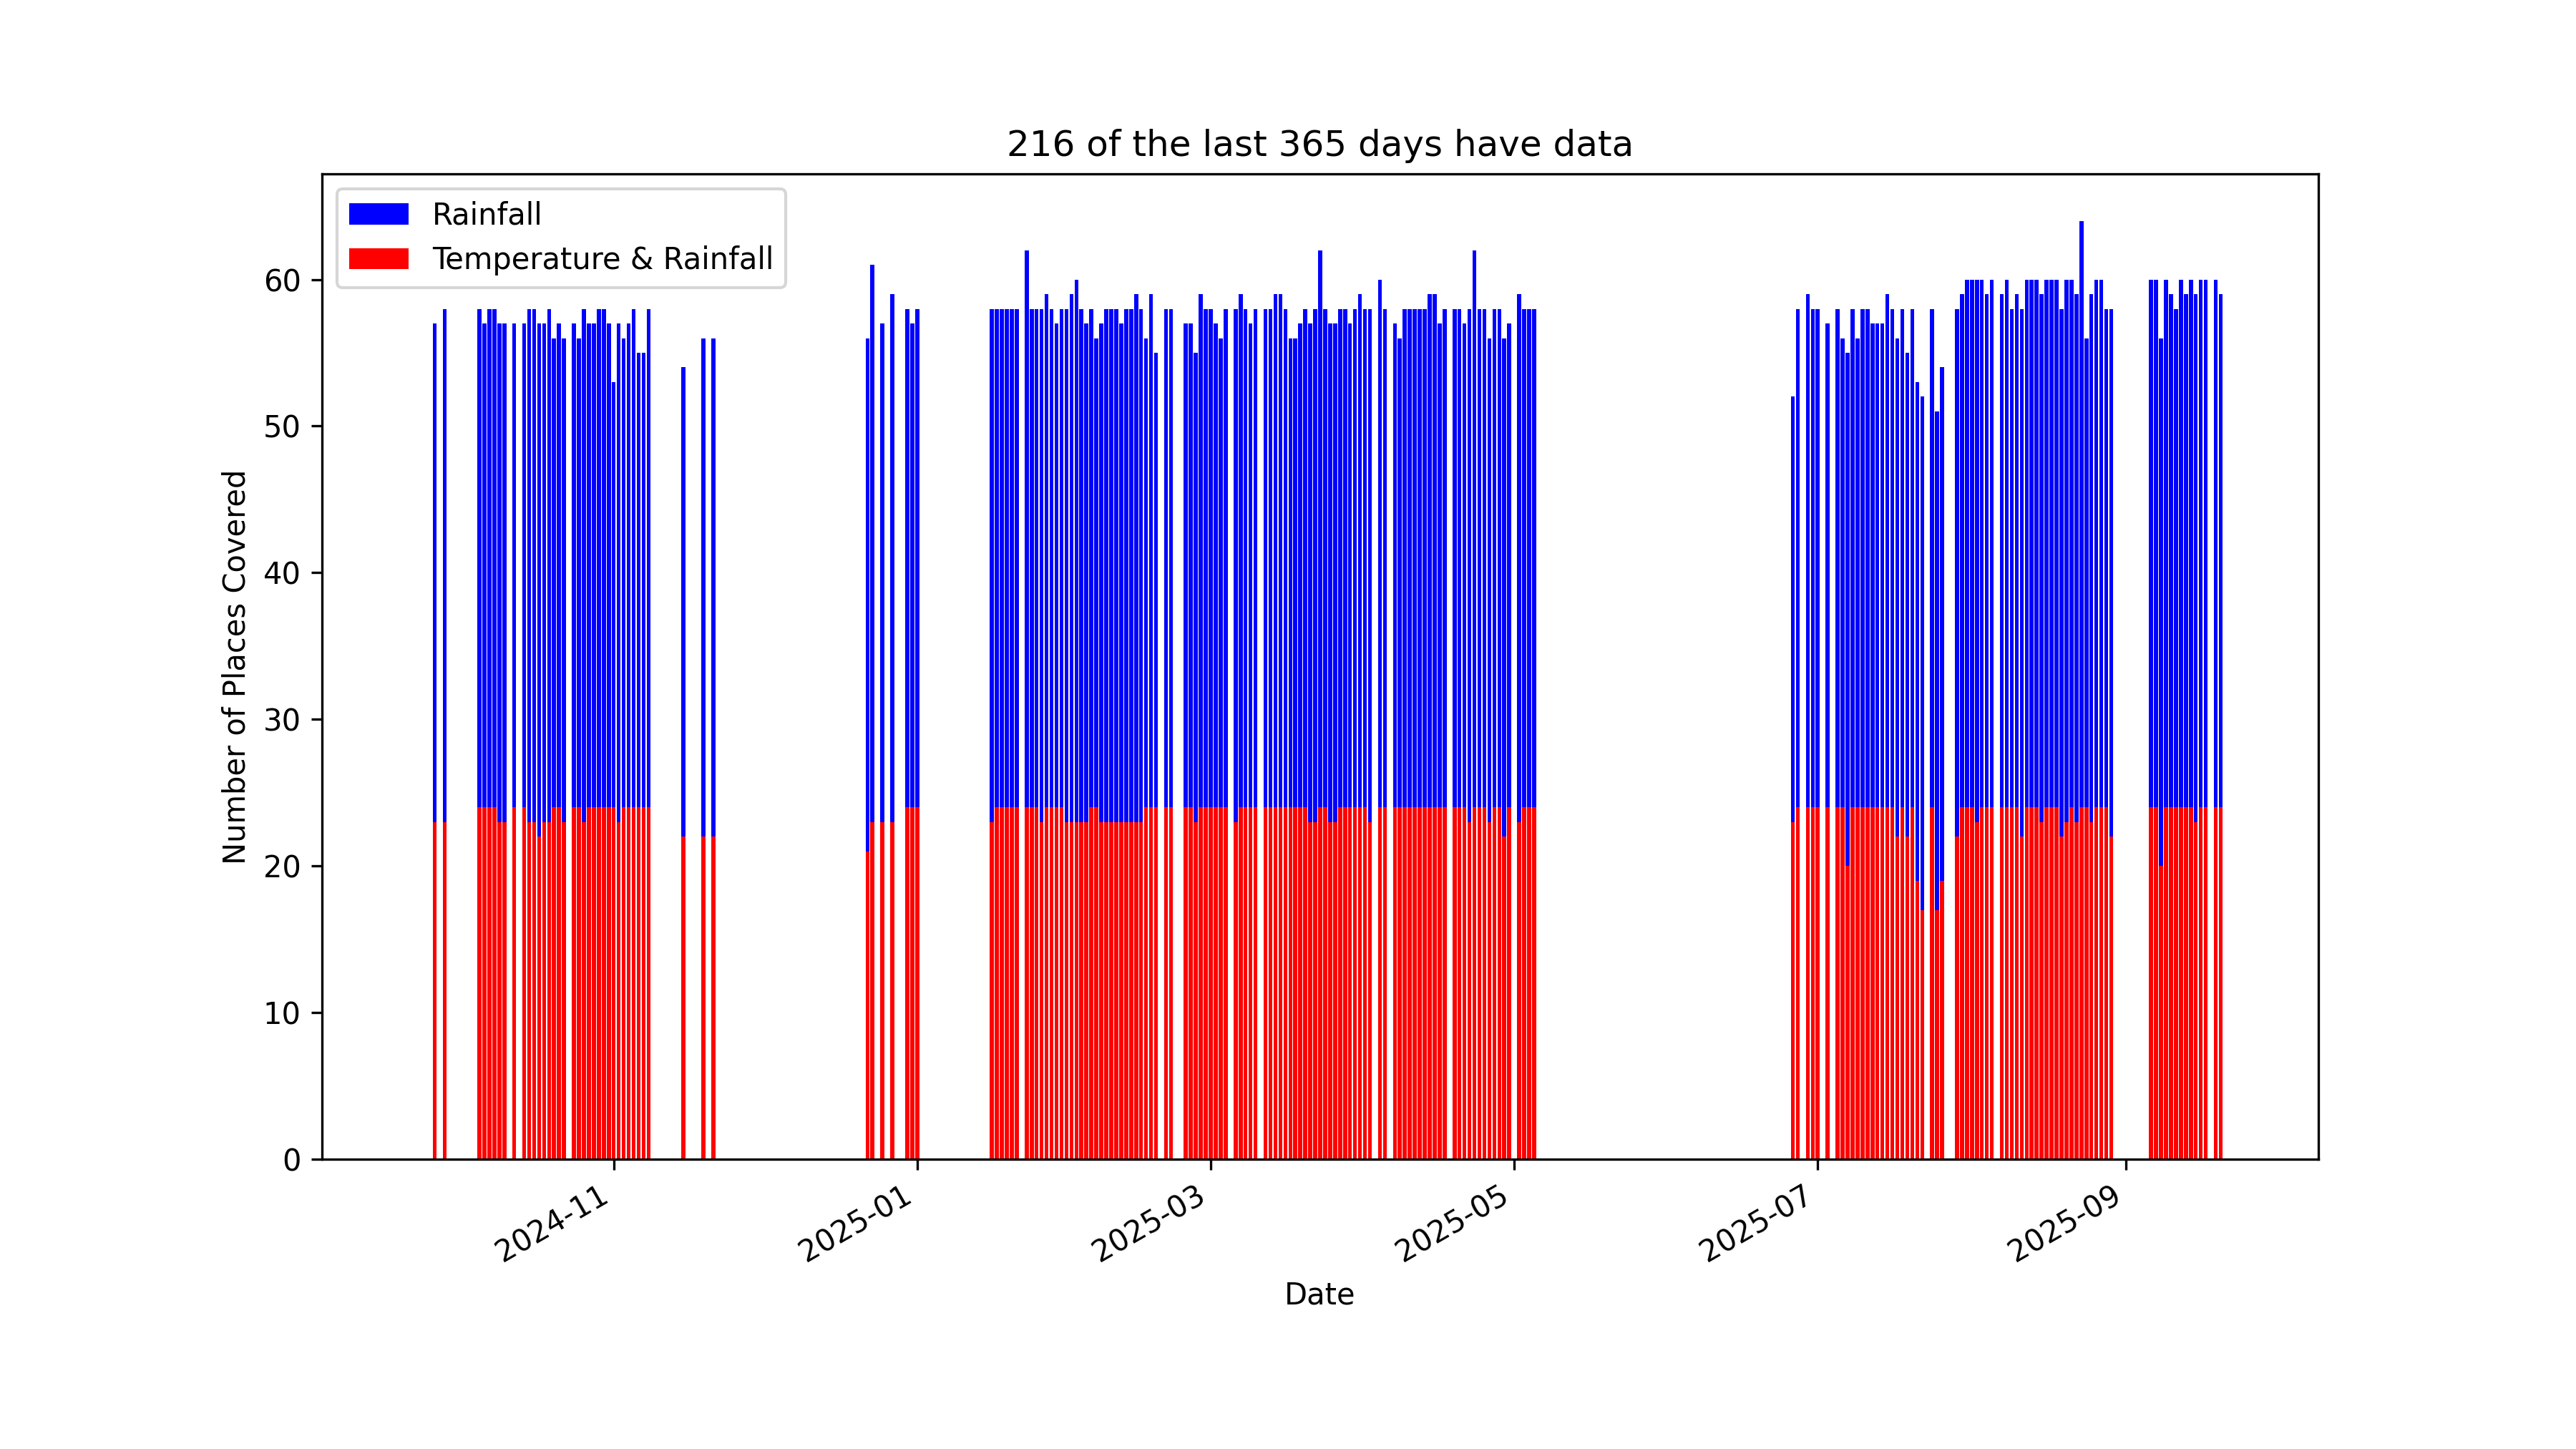 216 of the last 365 days have data
Rainfall
Temperature & Rainfall
Number of Places Covered
60
50
40
30
20
10
0
2024-11
2025-01
2025-03
2025-05
2025-07
2025-09
Date